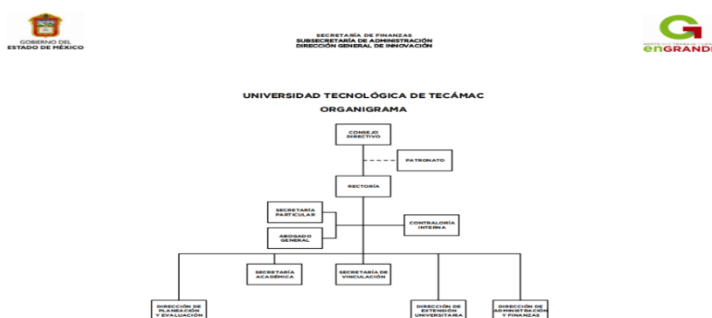 GOBIERNO DEL
ESTADO DE MÉXICO
SECRETARÍA DE FINANZAS
SUBSECRETARÍA DE ADMINISTRACIÓN
DIRECCIÓN GENERAL DE INNOVACIÓN
enGRANDE
UNIVERSIDAD TECNOLÓGICA DE TECÁMAC
ORGANIGRAMA
CONSEJO
DIRECTIVO
PATRONATO
RECTORÍA
SECRETARÍA
PARTICULAR
CONTRALORÍA
INTERNA
ABOGADO
GENERAL
SECRETARÍA
ACADÉMICA
SECRETARÍA DE
VINCULACIÓN
DIRECCIÓN DE
PLANEACIÓN
Y EVALUACIÓN
DIRECCIÓN DE
EXTENSIÓN
UNIVERSITARIA
DIRECCIÓN DE
ADMINISTRACIÓN
Y FINANZAS